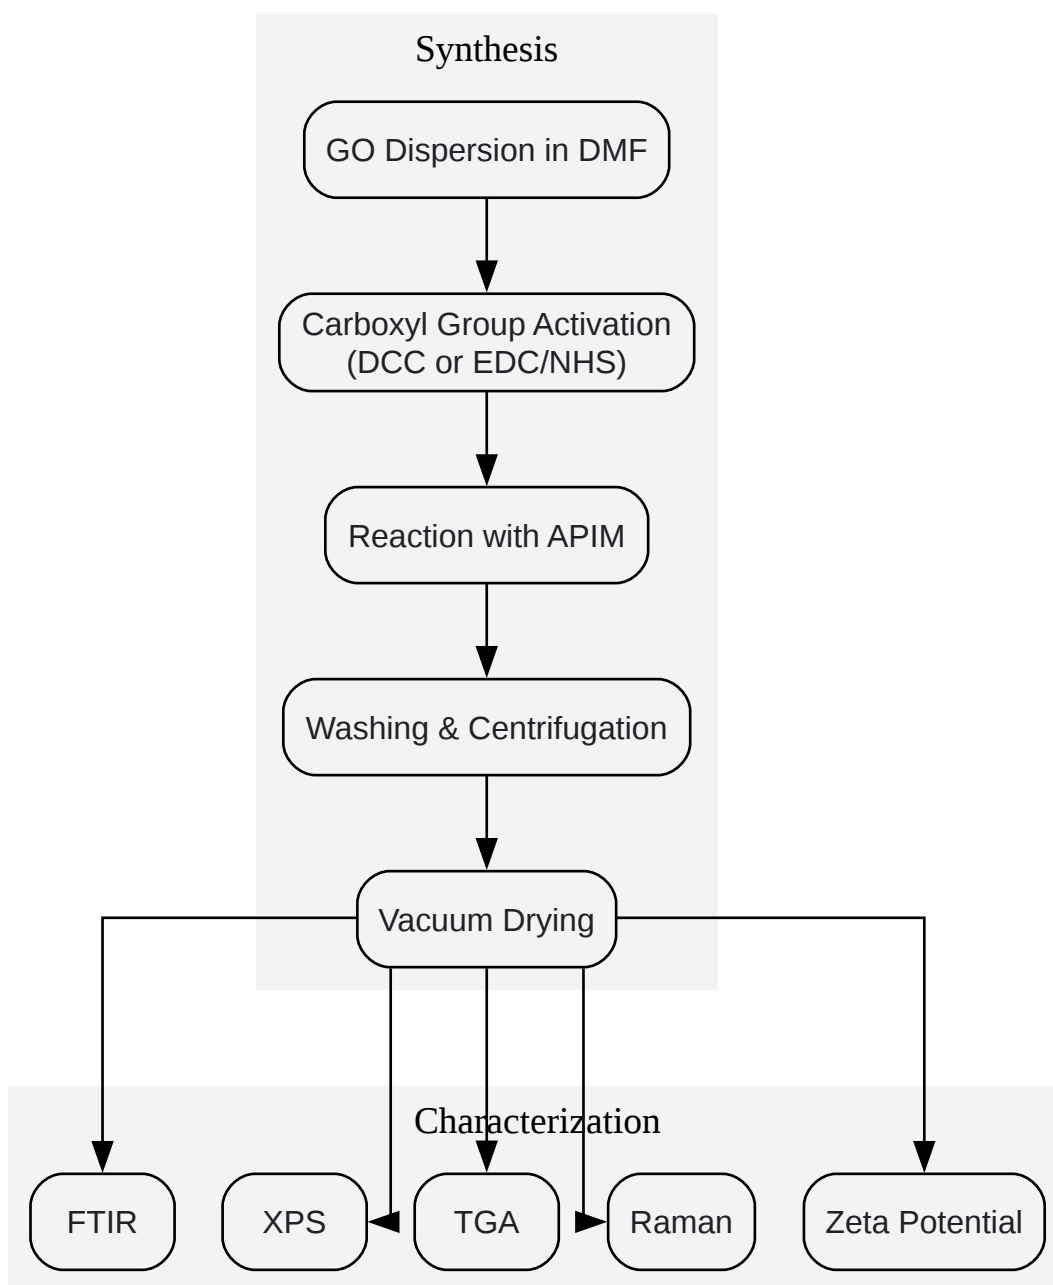 Synthesis
GO Dispersion in DMF
Carboxyl Group Activation
(DCC or EDC/NHS)
Reaction with APIM
Washing & Centrifugation
Vacuum Drying
Characterization
FTIR
XPS
TGA
Raman
Zeta Potential